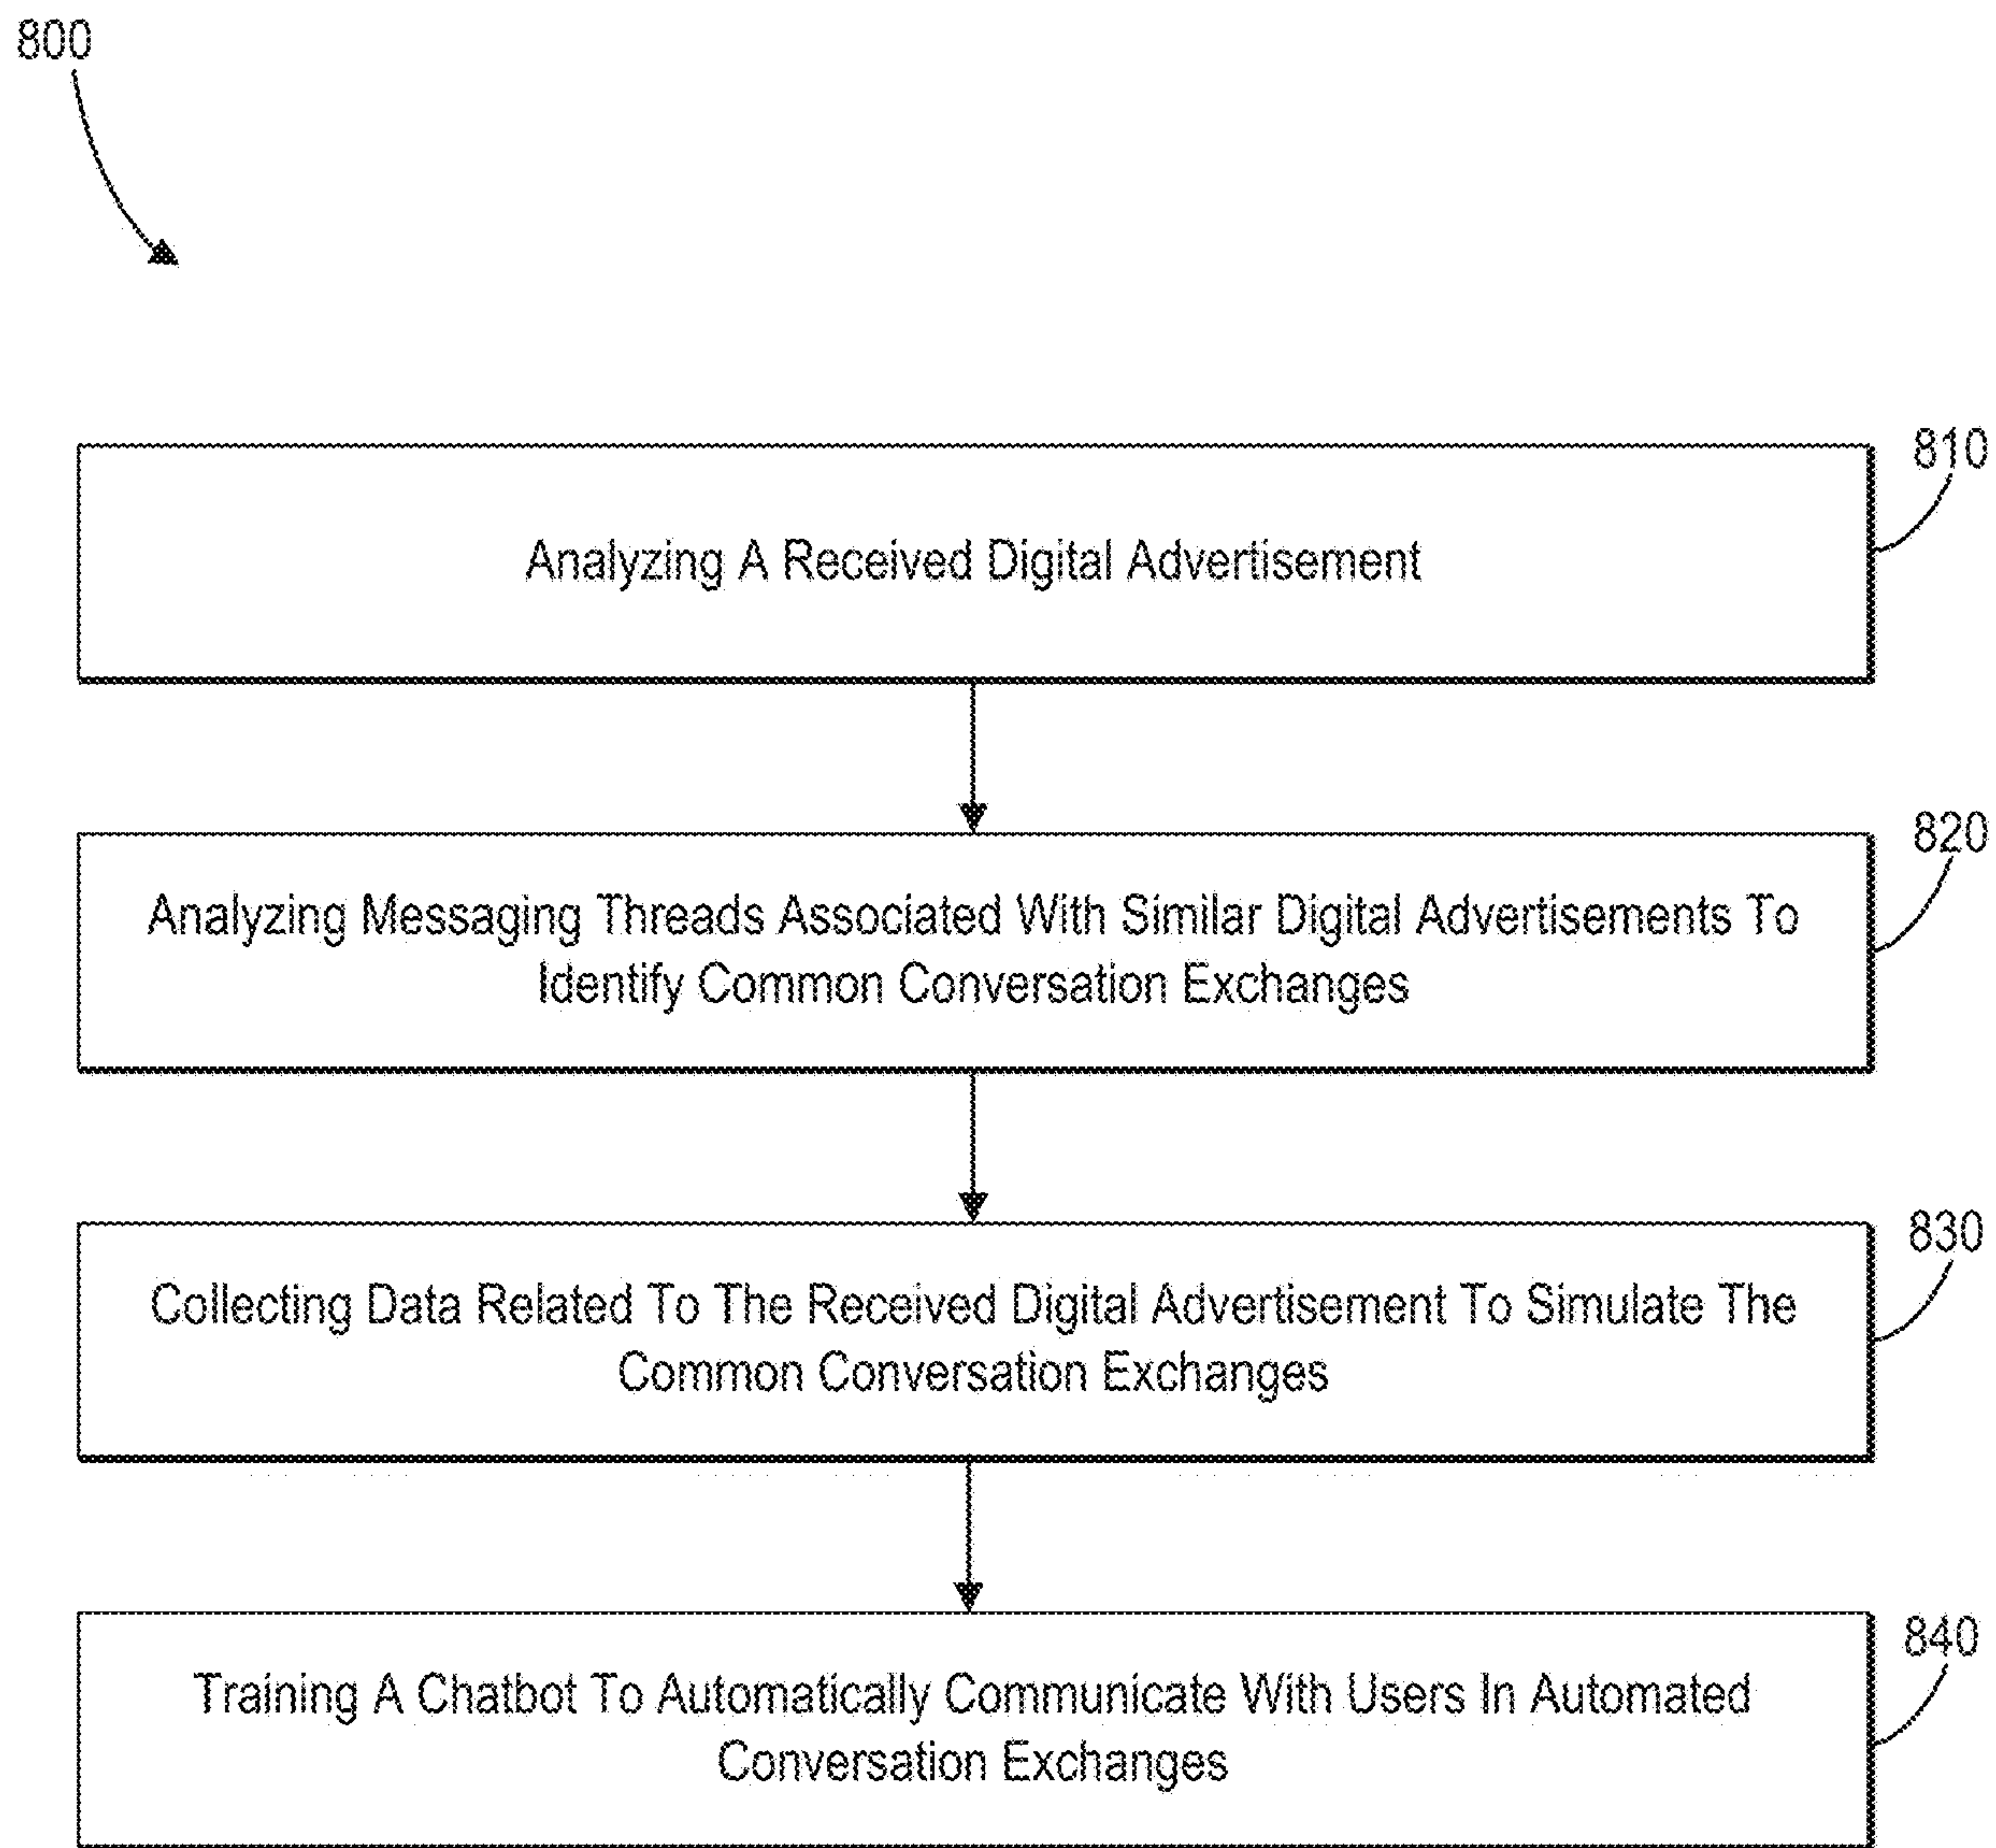 800
810
Analyzing A Received Digital Advertisement
820
Analyzing Messaging Threads Associated With Similar Digital Advertisements To
Identify Common Conversation Exchanges
830
Collecting Data Related To The Received Digital Advertisement To Simulate The
Common Conversation Exchanges
840
Training A Chatbot To Automatically Communicate With Users In Automated
Conversation Exchanges